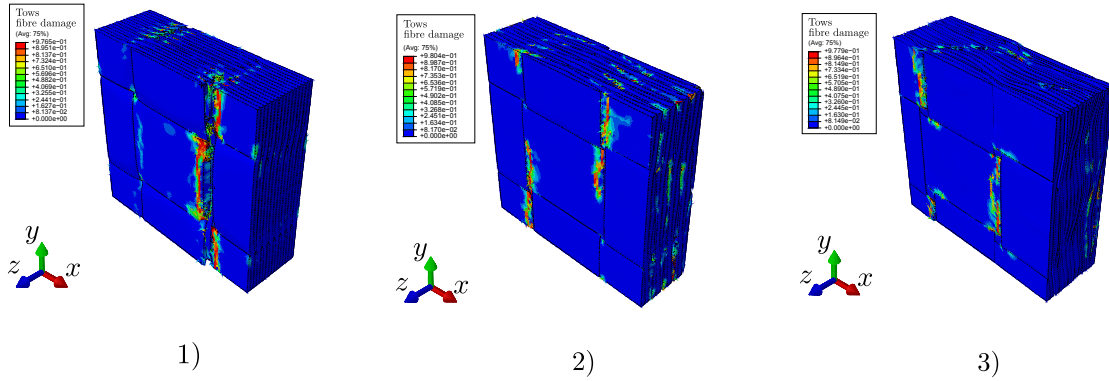 Tows
fibre damage
(Avg: 75%)
+9.765e−01
+8.951e−01
+8.137e−01
+7.324e−01
+6.510e−01
+5.696e−01
+4.882e−01
+4.069e−01
+3.255e−01
+2.441e−01
+1.627e−01
+8.137e−02
+0.000e+00
y
z
x
1)
Tows
fibre damage
(Avg: 75%)
+9.804e−01
+8.987e−01
+8.170e−01
+7.353e−01
+6.536e−01
+5.719e−01
+4.902e−01
+4.085e−01
+3.268e−01
+2.451e−01
+1.634e−01
+8.170e−02
+0.000e+00
y
z
x
2)
Tows
fibre damage
(Avg: 75%)
+9.779e−01
+8.964e−01
+8.149e−01
+7.334e−01
+6.519e−01
+5.705e−01
+4.890e−01
+4.075e−01
+3.260e−01
+2.445e−01
+1.630e−01
+8.149e−02
+0.000e+00
y
z
x
3)